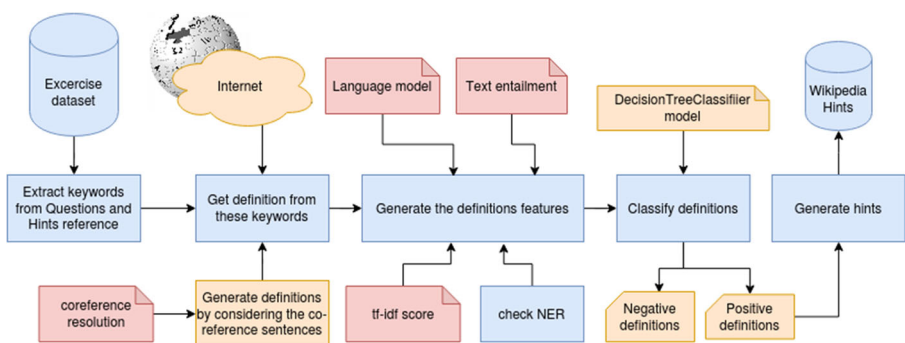 Excercise
dataset
Internet
Language model
Text entailment
DecisionTreeClassifiier
model
Wikipedia
Hints
Extract keywords
from Questions and
Hints reference
Get definition from
these keywords
Generate the definitions features
Classify definitions
Generate hints
coreference
resolution
Generate definitions
by considering the co-
reference sentences
tf-idf score
check NER
Negative
definitions
Positive
definitions